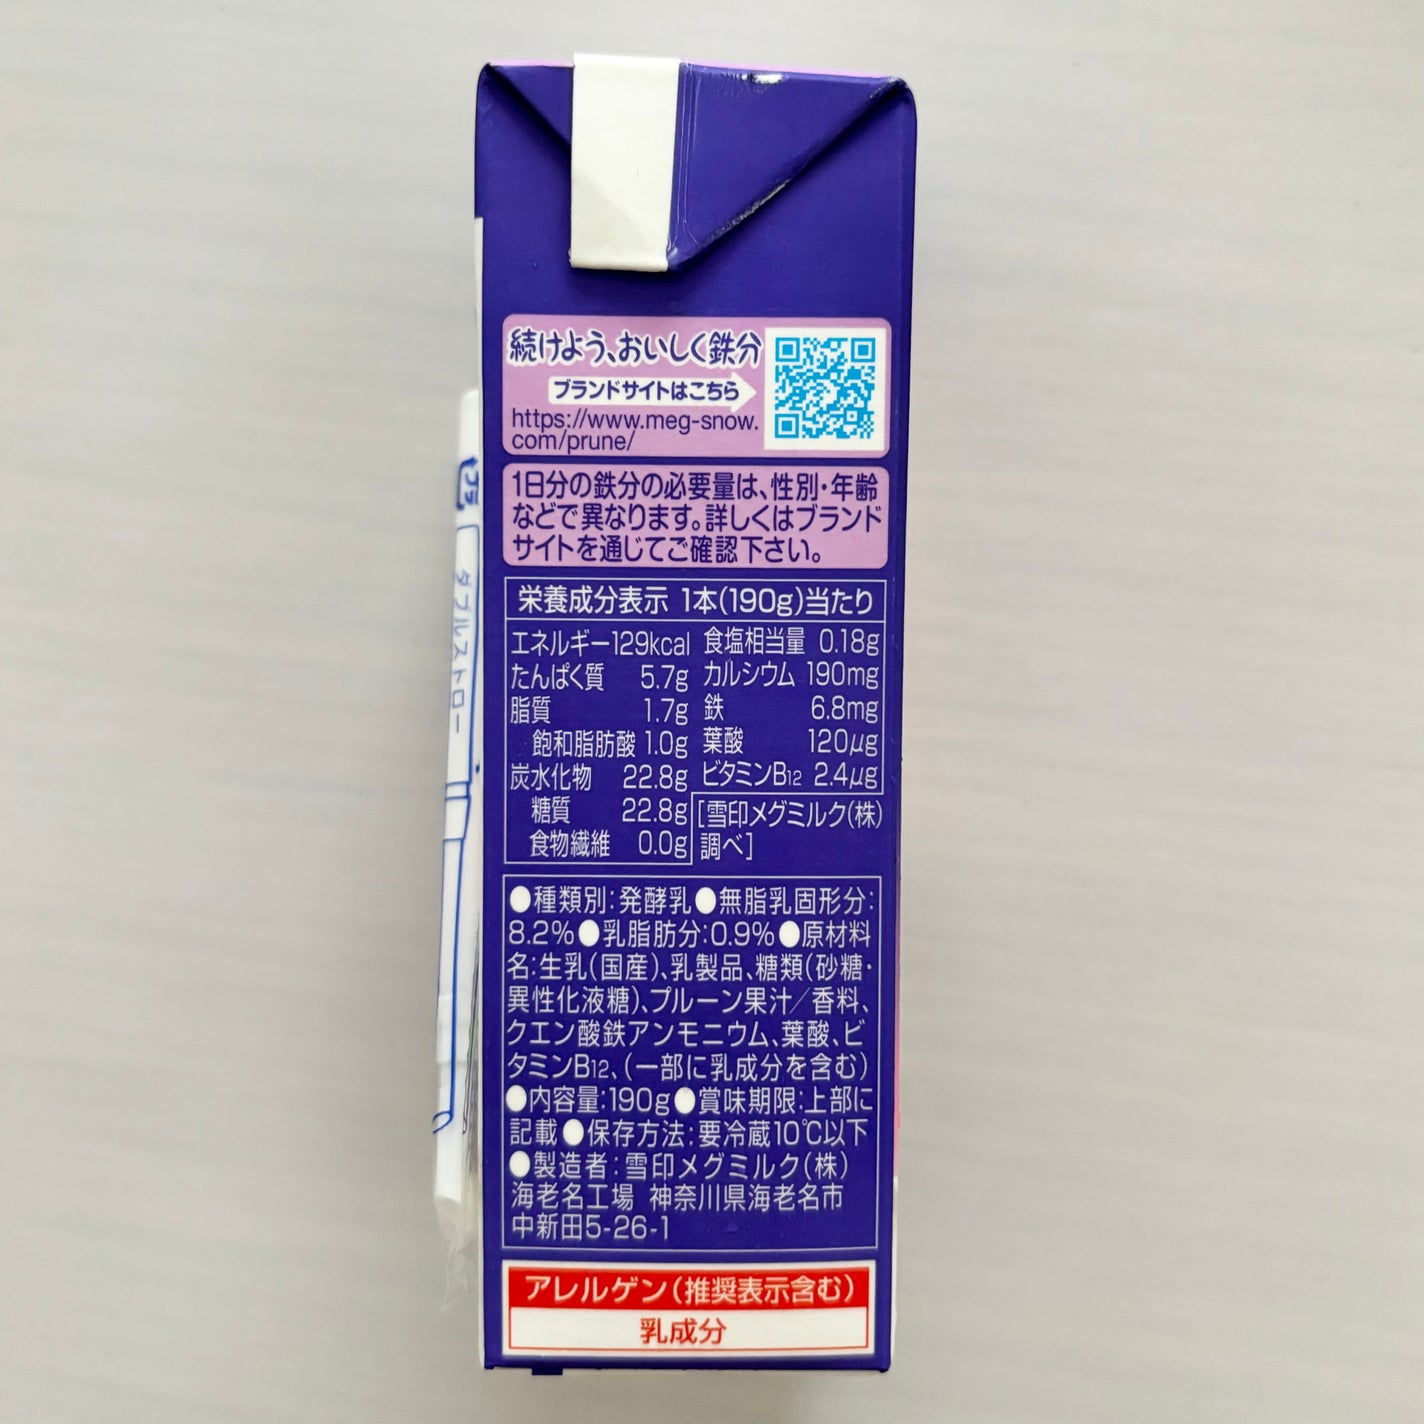 続けよう、おいしく鉄分
ブランドサイトはこちら
https://www.meg-snow.
com/prune/
1日分の鉄分の必要量は、性別・年齢
などで異なります。詳しくはブランド
サイトを通じてご確認下さい。
栄養成分表示 1本(190g)当たり
エネルギー129kcal
たんぱく質 5.7g
脂質 1.7g
飽和脂肪酸 1.0g
炭水化物 22.8g
糖質 22.8g
食物繊維 0.0g
食塩相当量 0.18g
カルシウム 190mg
鉄 6.8mg
葉酸 120μg
ビタミンB12 2.4μg
[雪印メグミルク(株)
調べ]
●種類別:発酵乳●無脂乳固形分:
8.2%●乳脂肪分:0.9%●原材料
名:生乳(国産)、乳製品、糖類(砂糖・
異性化液糖)、プルーン果汁/香料、
クエン酸鉄アンモニウム、葉酸、ビ
タミンB12、(一部に乳成分を含む)
●内容量:190g●賞味期限:上部に
記載●保存方法:要冷蔵10℃以下
●製造者:雪印メグミルク(株)
海老名工場 神奈川県海老名市
中新田5-26-1
アレルゲン(推奨表示含む)
乳成分
プラ
ダブルストロー